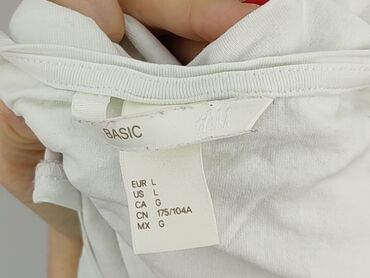 BASIC
EUR L
US L
CA G
CN 175/104A
MX G